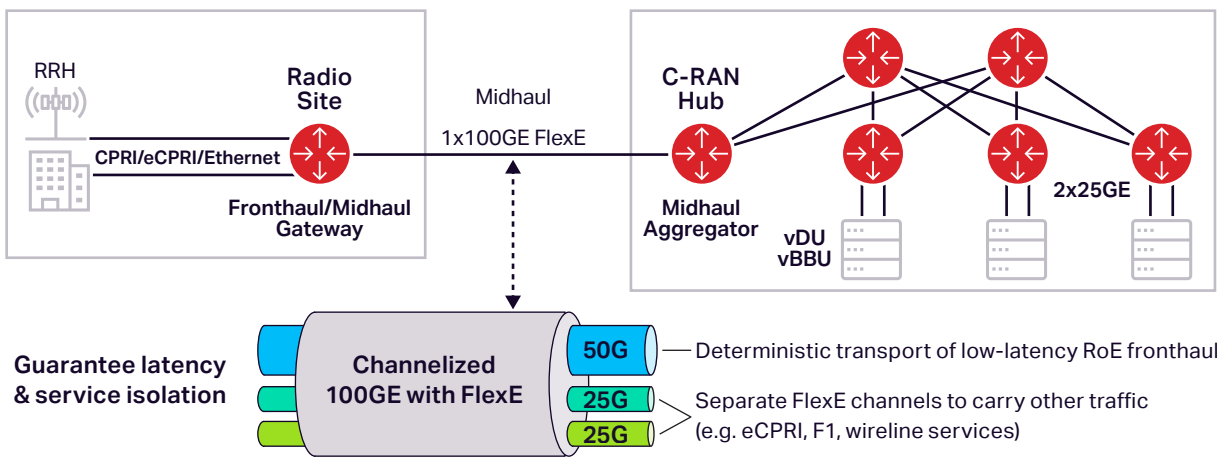 RRH
Radio
Site
CPRI/eCPRI/Ethernet
Fronthaul/Midhaul
Gateway
Midhaul
1x100GE FlexE
C-RAN
Hub
Midhaul
Aggregator
2x25GE
vDU
vBBU
Guarantee latency
& service isolation
Channelized
100GE with FlexE
50G
25G
25G
Deterministic transport of low-latency RoE fronthaul
Separate FlexE channels to carry other traffic
(e.g. eCPRI, F1, wireline services)